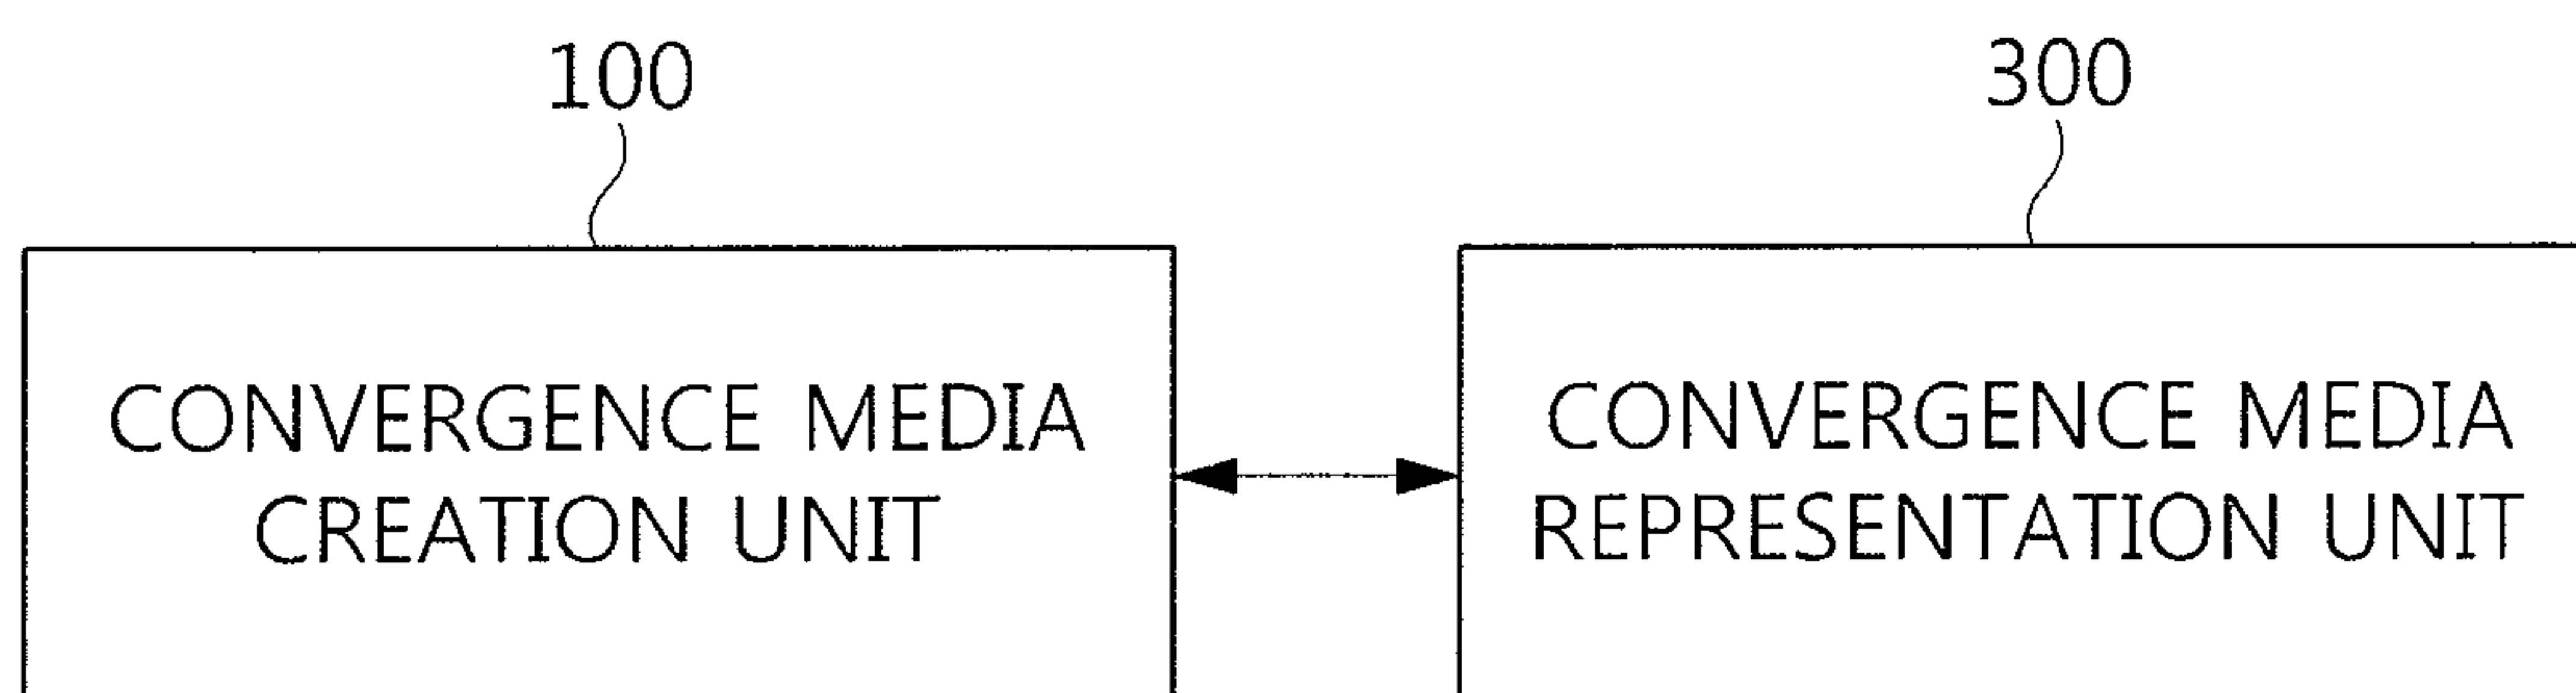 100
300
CONVERGENCE MEDIA
CREATION UNIT
CONVERGENCE MEDIA
REPRESENTATION UNIT